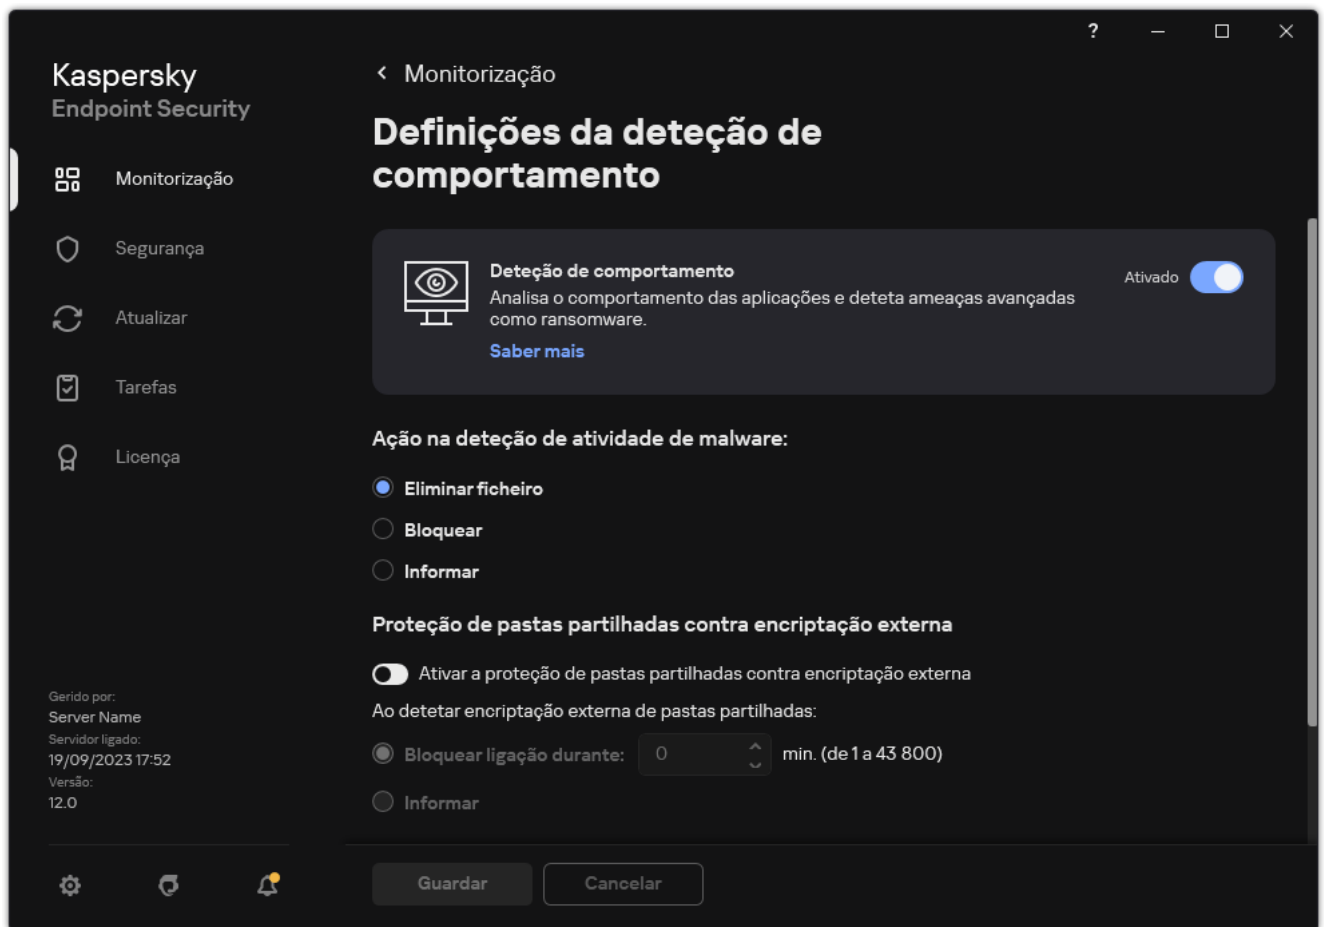 ?
Kaspersky
Endpoint Security
Monitorização
Segurança
Atualizar
Tarefas
Licença
Gerido por:
Server Name
Servidor ligado:
19/09/2023 17:52
Versão:
12.0
Monitorização
Definições da deteção de
comportamento
Deteção de comportamento
Analisa o comportamento das aplicações e deteta ameaças avançadas
como ransomware.
Saber mais
Ativado
Ação na deteção de atividade de malware:
Eliminar ficheiro
Bloquear
Informar
Proteção de pastas partilhadas contra encriptação externa
Ativar a proteção de pastas partilhadas contra encriptação externa
Ao detetar encriptação externa de pastas partilhadas:
Bloquear ligação durante: 0 min. (de 1 a 43 800)
Informar
Guardar Cancelar